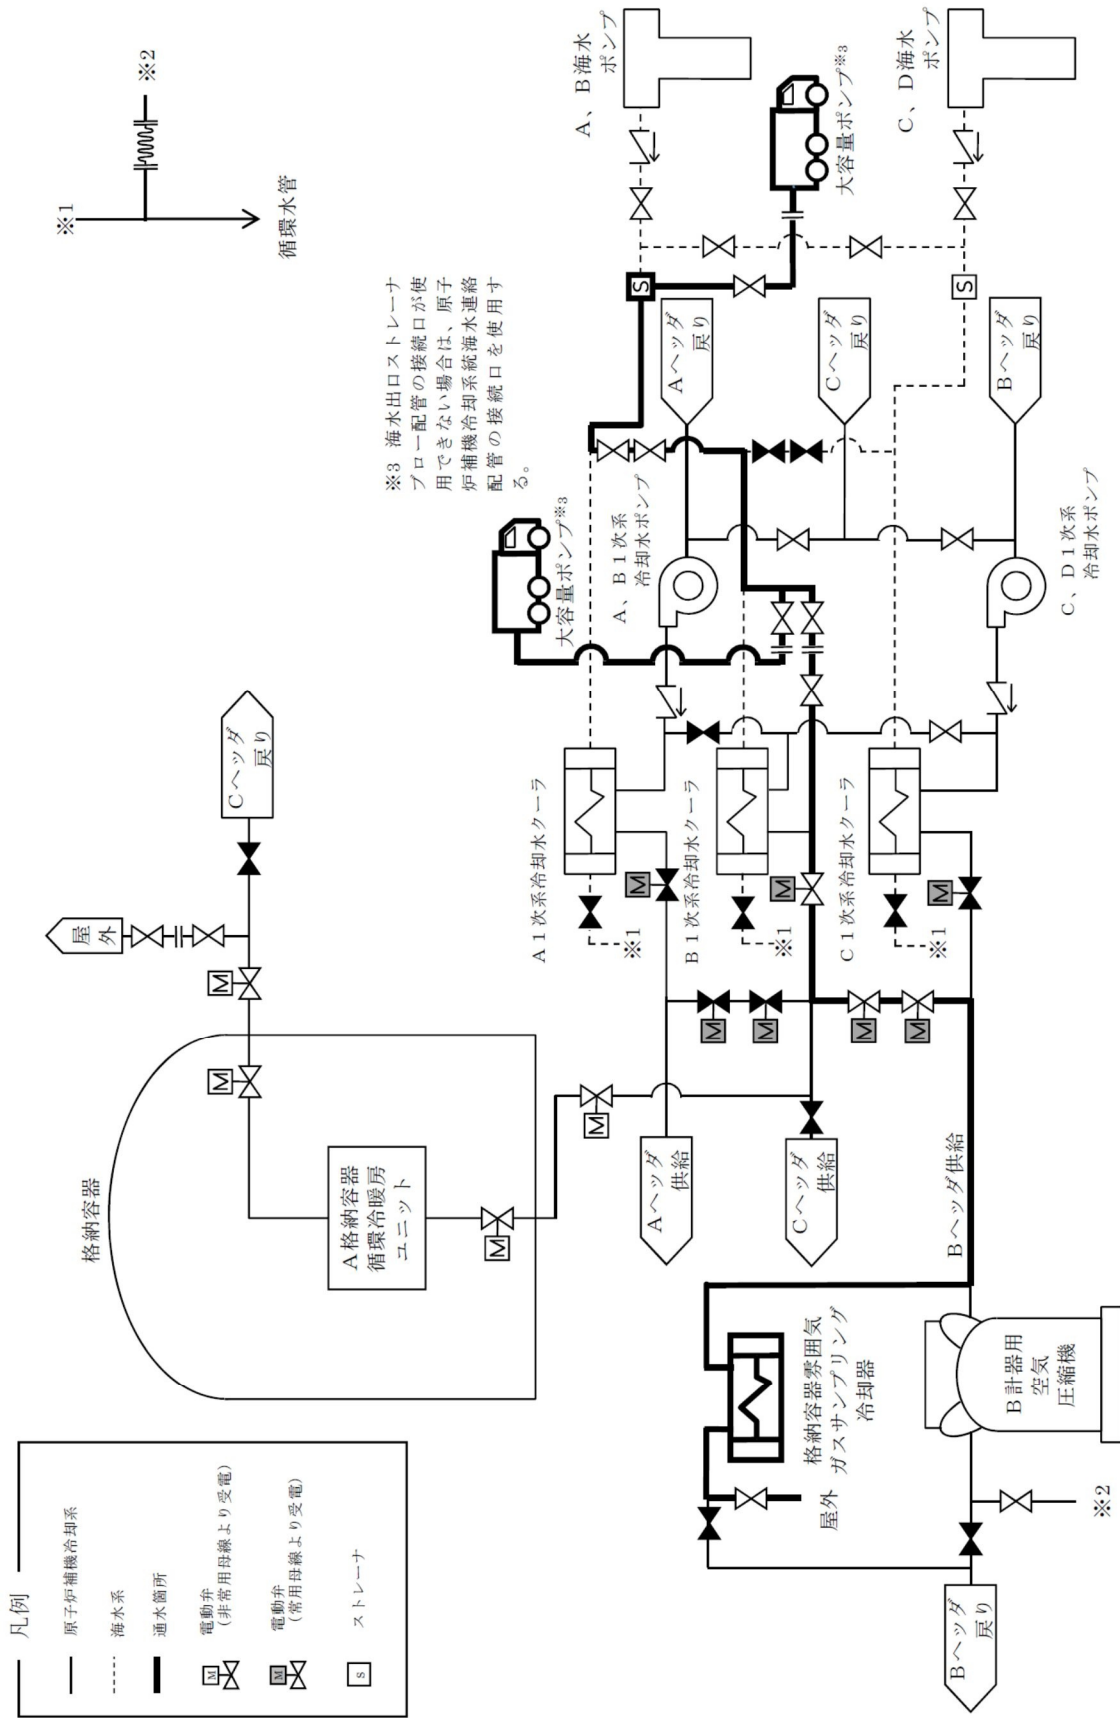 凡例
原子炉補機冷却系
海水系
通水箇所
M
電動弁
(非常用母線より受電)
M
電動弁
(常用母線より受電)
S
ストレーナ
格納容器
A格納容器
循環冷暖房
ユニット
M
M
M
M
屋外
Cヘッダ
戻り
※1
※2
循環水管
※3 海水出口ストレーナ
ブロー配管の接続口が使
用できない場合は、原子
炉補機冷却系統海水連絡
配管の接続口を使用す
る。
大容量ポンプ※3
A1次系冷却水クーラ
M
※1
A、B1次系
冷却水ポンプ
Aヘッダ
戻り
S
A、B海水
ポンプ
大容量ポンプ※3
B1次系冷却水クーラ
M
※1
Cヘッダ
戻り
C1次系冷却水クーラ
M
※1
C、D1次系
冷却水ポンプ
Bヘッダ
戻り
S
C、D海水
ポンプ
M
M
M
M
Aヘッダ
供給
Cヘッダ
供給
Bヘッダ供給
格納容器雰囲気
ガスサンプリング
冷却器
屋外
B計器用
空気
圧縮機
※2
Bヘッダ
戻り